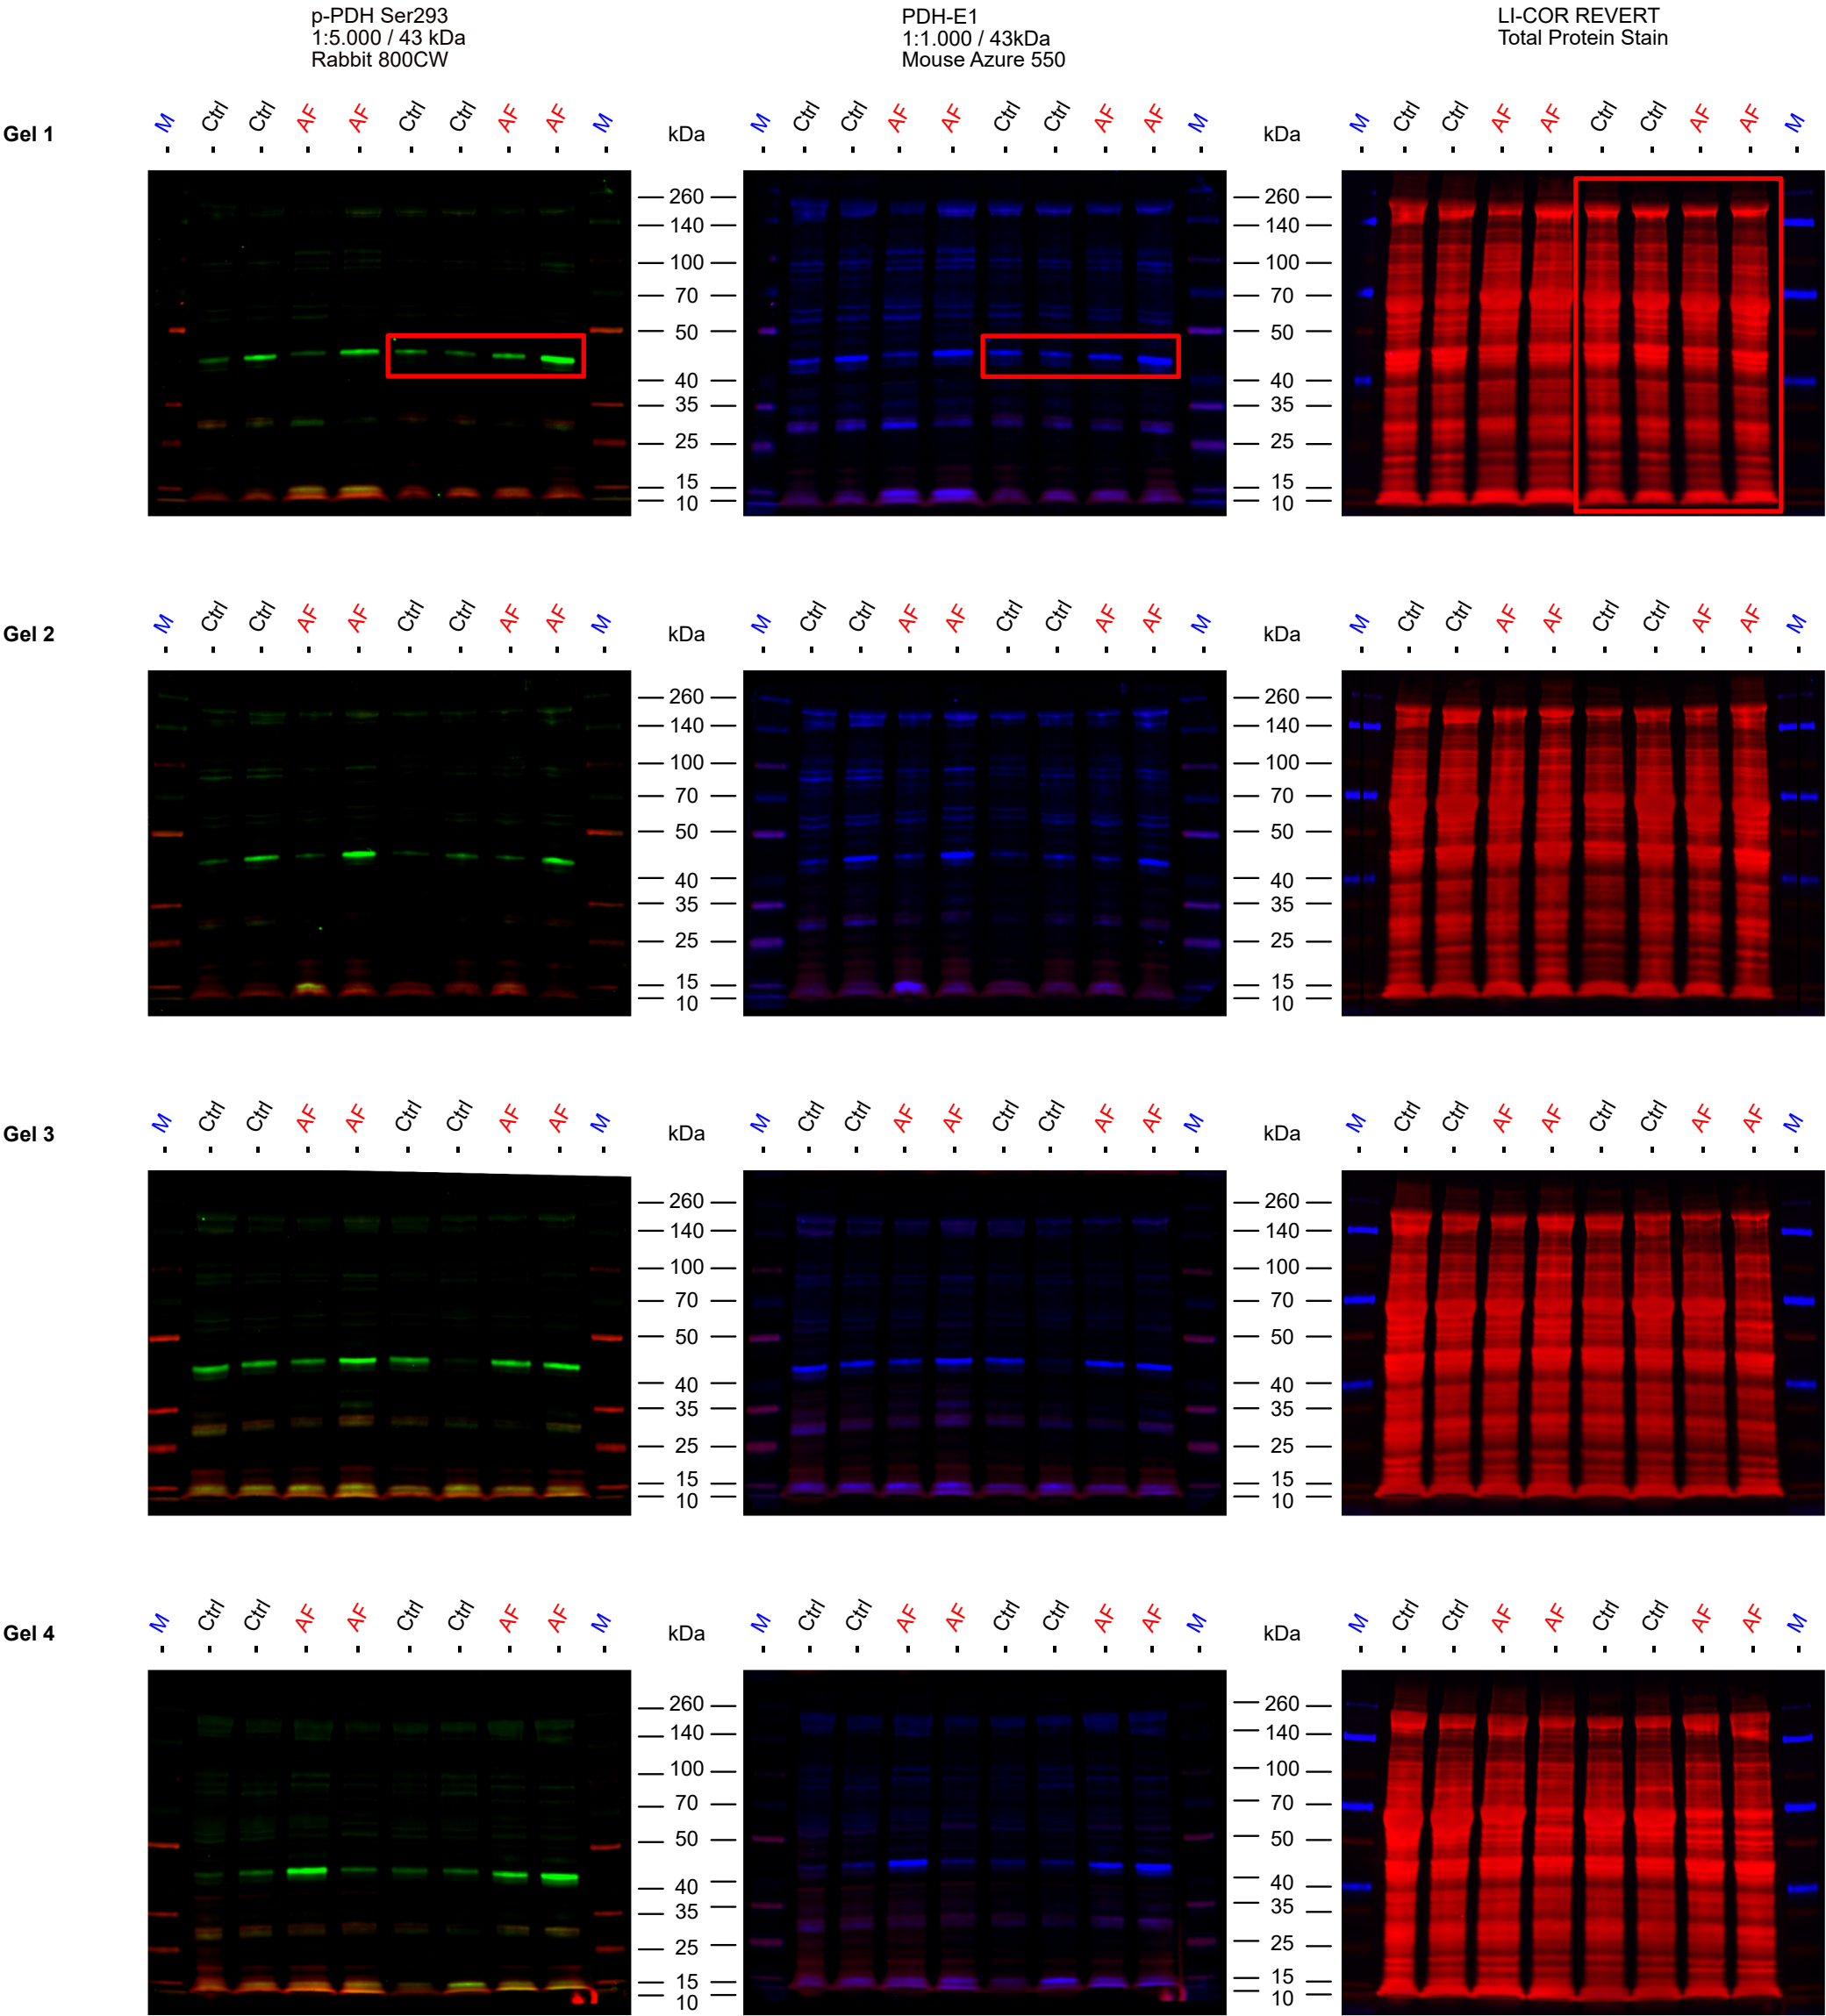 p-PDH Ser293
1:5.000 / 43 kDa
Rabbit 800CW
PDH-E1
1:1.000 / 43kDa
Mouse Azure 550
LI-COR REVERT
Total Protein Stain
Gel 1
M Ctrl Ctrl AF AF Ctrl Ctrl AF AF M
kDa
M Ctrl Ctrl AF AF Ctrl Ctrl AF AF M
kDa
M Ctrl Ctrl AF AF Ctrl Ctrl AF AF M
260 260
140 140
100 100
70 70
50 50
40 40
35 35
25 25
15 15
10 10
Gel 2
M Ctrl Ctrl AF AF Ctrl Ctrl AF AF M
kDa
M Ctrl Ctrl AF AF Ctrl Ctrl AF AF M
kDa
M Ctrl Ctrl AF AF Ctrl Ctrl AF AF M
260 260
140 140
100 100
70 70
50 50
40 40
35 35
25 25
15 15
10 10
Gel 3
M Ctrl Ctrl AF AF Ctrl Ctrl AF AF M
kDa
M Ctrl Ctrl AF AF Ctrl Ctrl AF AF M
kDa
M Ctrl Ctrl AF AF Ctrl Ctrl AF AF M
260 260
140 140
100 100
70 70
50 50
40 40
35 35
25 25
15 15
10 10
Gel 4
M Ctrl Ctrl AF AF Ctrl Ctrl AF AF M
kDa
M Ctrl Ctrl AF AF Ctrl Ctrl AF AF M
kDa
M Ctrl Ctrl AF AF Ctrl Ctrl AF AF M
260 260
140 140
100 100
70 70
50 50
40 40
35 35
25 25
15 15
10 10